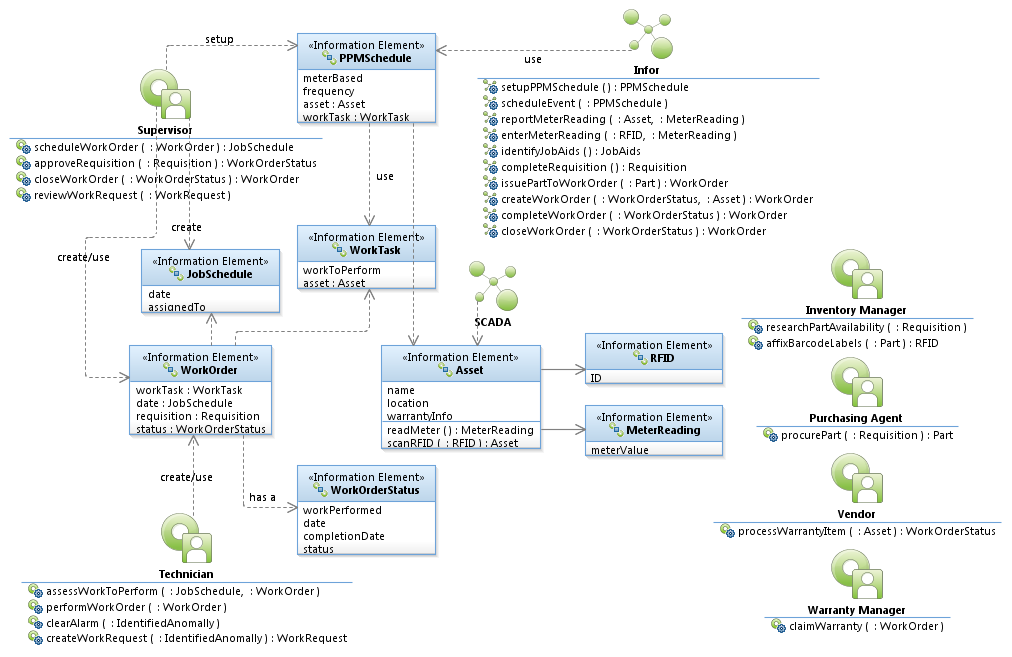 setup
«Information Element»
PPMSchedule
meterBased
frequency
asset : Asset
workTask : WorkTask
use
Infor
setupPPMSchedule ( ) : PPMSchedule
scheduleEvent ( : PPMSchedule )
reportMeterReading ( : Asset, : MeterReading )
enterMeterReading ( : RFID, : MeterReading )
identifyJobAids ( ) : JobAids
completeRequisition ( ) : Requisition
issuePartToWorkOrder ( : Part ) : WorkOrder
createWorkOrder ( : WorkOrderStatus, : Asset ) : WorkOrder
completeWorkOrder ( : WorkOrderStatus ) : WorkOrder
closeWorkOrder ( : WorkOrderStatus ) : WorkOrder
Supervisor
scheduleWorkOrder ( : WorkOrder ) : JobSchedule
approveRequisition ( : Requisition ) : WorkOrderStatus
closeWorkOrder ( : WorkOrderStatus ) : WorkOrder
reviewWorkRequest ( : WorkRequest )
use
create
create/use
«Information Element»
JobSchedule
date
assignedTo
«Information Element»
WorkTask
workToPerform
asset : Asset
SCADA
«Information Element»
WorkOrder
workTask : WorkTask
date : JobSchedule
requisition : Requisition
status : WorkOrderStatus
«Information Element»
Asset
name
location
warrantyInfo
readMeter ( ) : MeterReading
scanRFID ( : RFID ) : Asset
«Information Element»
RFID
ID
«Information Element»
MeterReading
meterValue
Inventory Manager
researchPartAvailability ( : Requisition )
affixBarcodeLabels ( : Part ) : RFID
Purchasing Agent
procurePart ( : Requisition ) : Part
Vendor
processWarrantyItem ( : Asset ) : WorkOrderStatus
Warranty Manager
claimWarranty ( : WorkOrder )
create/use
has a
«Information Element»
WorkOrderStatus
workPerformed
date
completionDate
status
Technician
assessWorkToPerform ( : JobSchedule, : WorkOrder )
performWorkOrder ( : WorkOrder )
clearAlarm ( : IdentifiedAnomally )
createWorkRequest ( : IdentifiedAnomally ) : WorkRequest